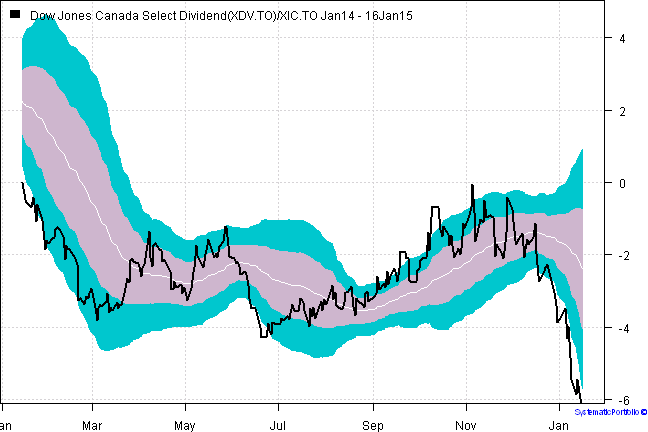 Dow Jones Canada Select Dividend(XDV.TO)/XIC.TO Jan14 - 16Jan15
4
2
0
-2
-4
-6
SystematicPortfolio ©
an Mar May Jul Sep Nov Jan